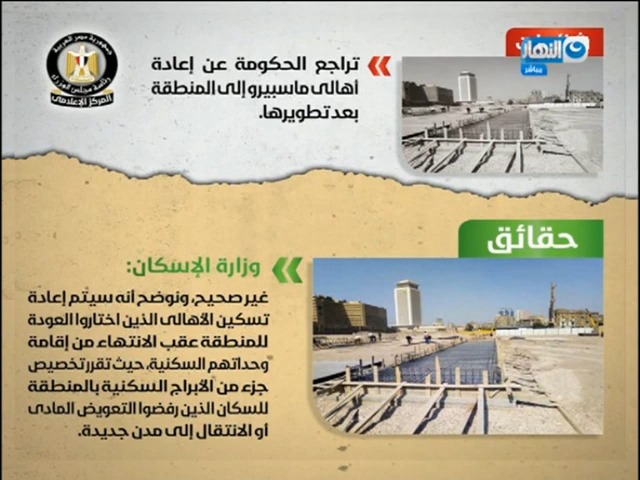 جمهورية مصر العربية
رئاسة مجلس الوزراء
المركز الإعلامى
النهار
مباشر
تراجع الحكومة عن إعادة
أهالى ماسبيرو إلى المنطقة
بعد تطويرها.
حقائق
وزارة الإسكان:
غير صحيح، ونوضح أنه سيتم إعادة
تسكين الأهالى الذين اختاروا العودة
للمنطقة عقب الانتهاء من إقامة
وحداتهم السكنية، حيث تقرر تخصيص
جزء من الأبراج السكنية بالمنطقة
للسكان الذين رفضوا التعويض المادى
أو الانتقال إلى مدن جديدة.